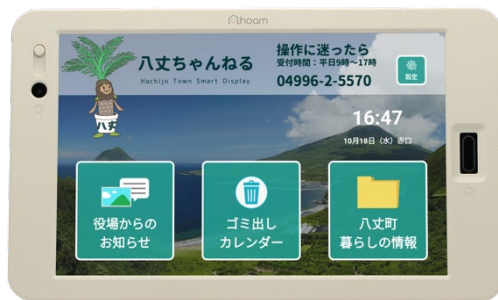 thoam
八丈ちゃんねる
Hachijo Town Smart Display
操作に迷ったら
受付時間:平日9時~17時
04996-2-5570
設定
八丈
16:47
10月18日(水)赤口
役場からの
お知らせ
ゴミ出し
カレンダー
八丈町
暮らしの情報